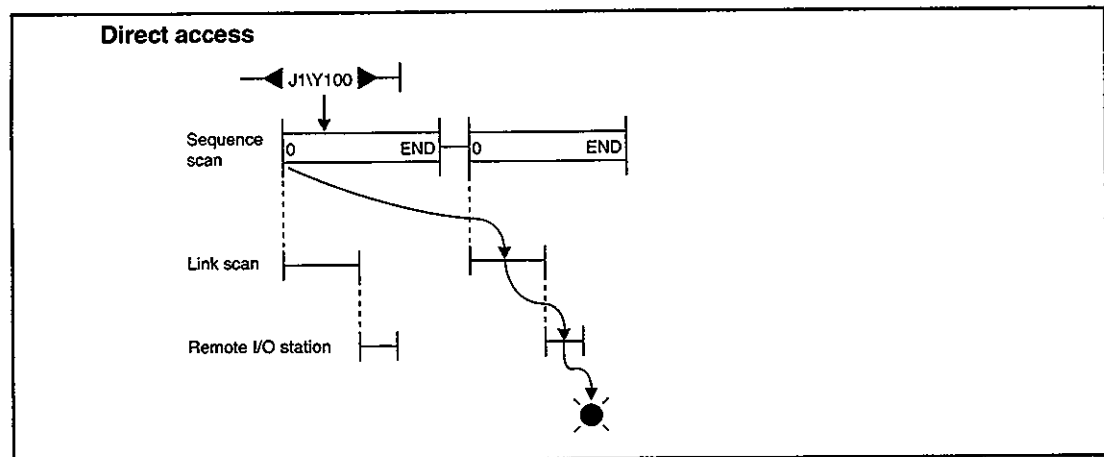 Direct access
J1\Y100
Sequence scan
0 END 0 END
Link scan
Remote I/O station